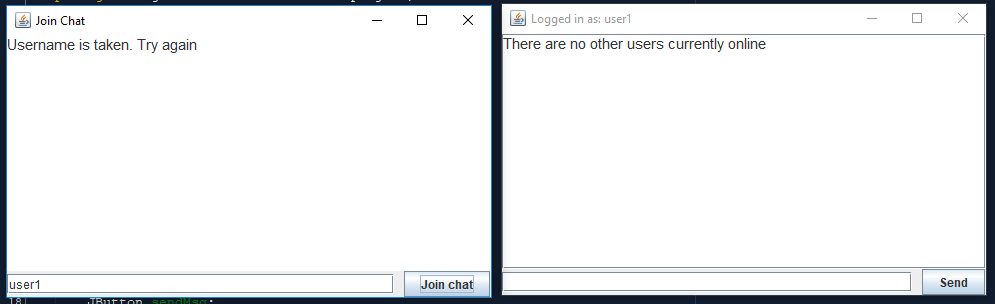 Join Chat
Username is taken. Try again
user1
Join chat
Logged in as: user1
There are no other users currently online
Send
18
JButton sendMsg;